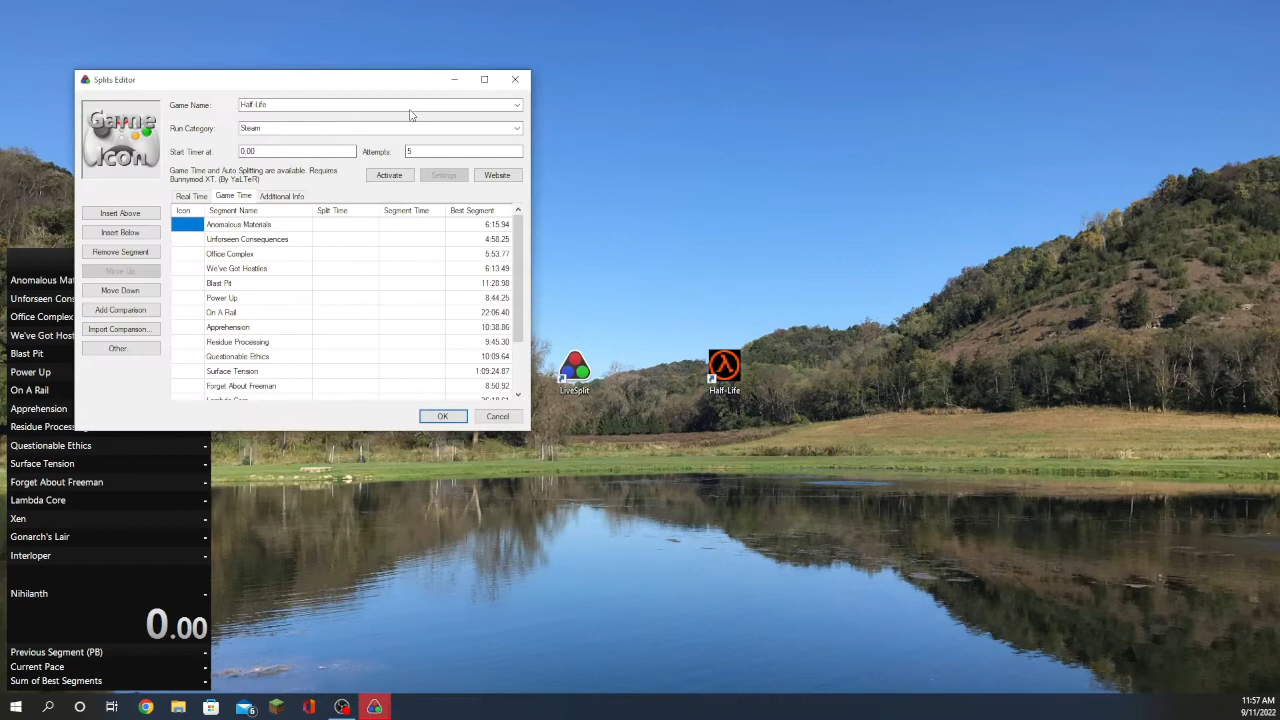 Splits Editor
Game Icon
Game Name: Half-Life
Run Category: Steam
Start Timer at: 0.00 Attempts: 5
Game Time and Auto Splitting are available. Requires
Bunnymod XT. (By YaLTeR)
Activate Settings Website
Real Time Game Time Additional Info
Icon Segment Name Split Time Segment Time Best Segment
Anomalous Materials 6:15.94
Unforseen Consequences 4:58.25
Office Complex 5:53.77
We've Got Hostiles 6:13.49
Blast Pit 11:28.98
Power Up 8:44.25
On A Rail 22:06.40
Apprehension 10:38.86
Residue Processing 9:45.30
Questionable Ethics 10:09.64
Surface Tension 1:09:24.87
Forget About Freeman 8:50.92
Insert Above
Insert Below
Remove Segment
Move Up
Move Down
Add Comparison
Import Comparison...
Other...
OK Cancel
Anomalous Mat
Unforseen Cons
Office Complex
We've Got Hos
Blast Pit
Power Up
On A Rail
Apprehension
Residue Process
Questionable Ethics -
Surface Tension -
Forget About Freeman -
Lambda Core -
Xen -
Gonarch's Lair -
Interloper -
Nihilanth -
0.00
Previous Segment (PB) -
Current Pace -
Sum of Best Segments -
LiveSplit
Half-Life
6
11:57 AM
9/11/2022